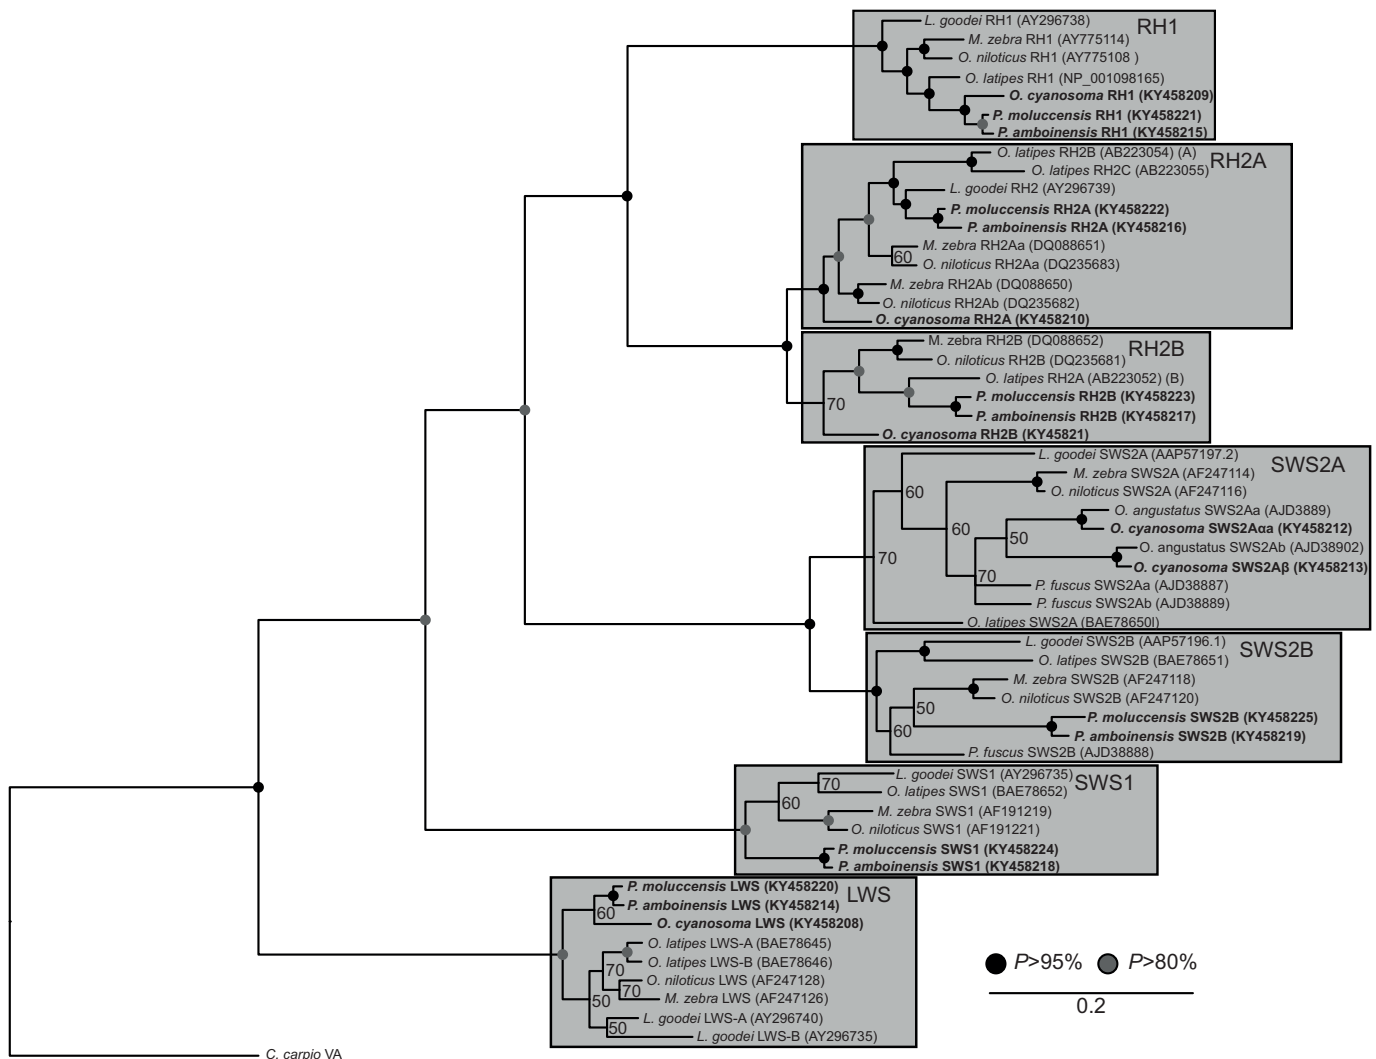 L. goodei RH1 (AY296738)
RH1
M. zebra RH1 (AY775114)
O. niloticus RH1 (AY775108 )
O. latipes RH1 (NP_001098165)
O. cyanosoma RH1 (KY458209)
P. moluccensis RH1 (KY458221)
P. amboinensis RH1 (KY458215)
O. latipes RH2B (AB223054) (A)
RH2A
O. latipes RH2C (AB223055)
L. goodei RH2 (AY296739)
P. moluccensis RH2A (KY458222)
P. amboinensis RH2A (KY458216)
M. zebra RH2Aa (DQ088651)
60
O. niloticus RH2Aa (DQ235683)
M. zebra RH2Ab (DQ088650)
O. niloticus RH2Ab (DQ235682)
O. cyanosoma RH2A (KY458210)
M. zebra RH2B (DQ088652)
RH2B
O. niloticus RH2B (DQ235681)
O. latipes RH2A (AB223052) (B)
P. moluccensis RH2B (KY458223)
70
P. amboinensis RH2B (KY458217)
O. cyanosoma RH2B (KY45821)
L. goodei SWS2A (AAP57197.2)
SWS2A
M. zebra SWS2A (AF247114)
60
O. niloticus SWS2A (AF247116)
O. angustatus SWS2Aa (AJD3889)
60
O. cyanosoma SWS2Aαa (KY458212)
50
O. angustatus SWS2Ab (AJD38902)
70
O. cyanosoma SWS2Aβ (KY458213)
70
P. fuscus SWS2Aa (AJD38887)
P. fuscus SWS2Ab (AJD38889)
O. latipes SWS2A (BAE78650l)
L. goodei SWS2B (AAP57196.1)
SWS2B
O. latipes SWS2B (BAE78651)
M. zebra SWS2B (AF247118)
O. niloticus SWS2B (AF247120)
50
P. moluccensis SWS2B (KY458225)
60
P. amboinensis SWS2B (KY458219)
P. fuscus SWS2B (AJD38888)
L. goodei SWS1 (AY296735)
SWS1
70
O. latipes SWS1 (BAE78652)
60
M. zebra SWS1 (AF191219)
O. niloticus SWS1 (AF191221)
P. moluccensis SWS1 (KY458224)
P. amboinensis SWS1 (KY458218)
P. moluccensis LWS (KY458220)
LWS
P. amboinensis LWS (KY458214)
60
O. cyanosoma LWS (KY458208)
O. latipes LWS-A (BAE78645)
O. latipes LWS-B (BAE78646)
70
O. niloticus LWS (AF247128)
70
M. zebra LWS (AF247126)
50
L. goodei LWS-A (AY296740)
50
L. goodei LWS-B (AY296735)
P>95%
P>80%
0.2
C. carpio VA